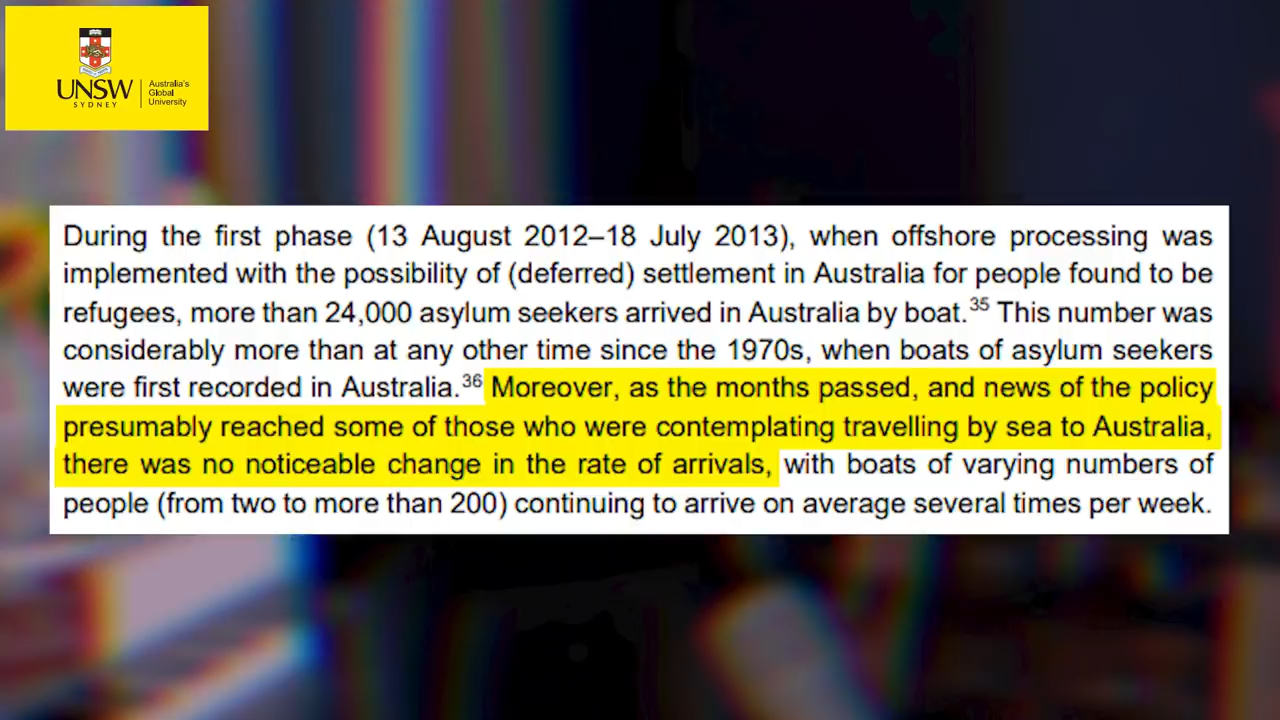 UNSW
SYDNEY
Australia's
Global
University
During the first phase (13 August 2012–18 July 2013), when offshore processing was
implemented with the possibility of (deferred) settlement in Australia for people found to be
refugees, more than 24,000 asylum seekers arrived in Australia by boat.35 This number was
considerably more than at any other time since the 1970s, when boats of asylum seekers
were first recorded in Australia.36 Moreover, as the months passed, and news of the policy
presumably reached some of those who were contemplating travelling by sea to Australia,
there was no noticeable change in the rate of arrivals, with boats of varying numbers of
people (from two to more than 200) continuing to arrive on average several times per week.